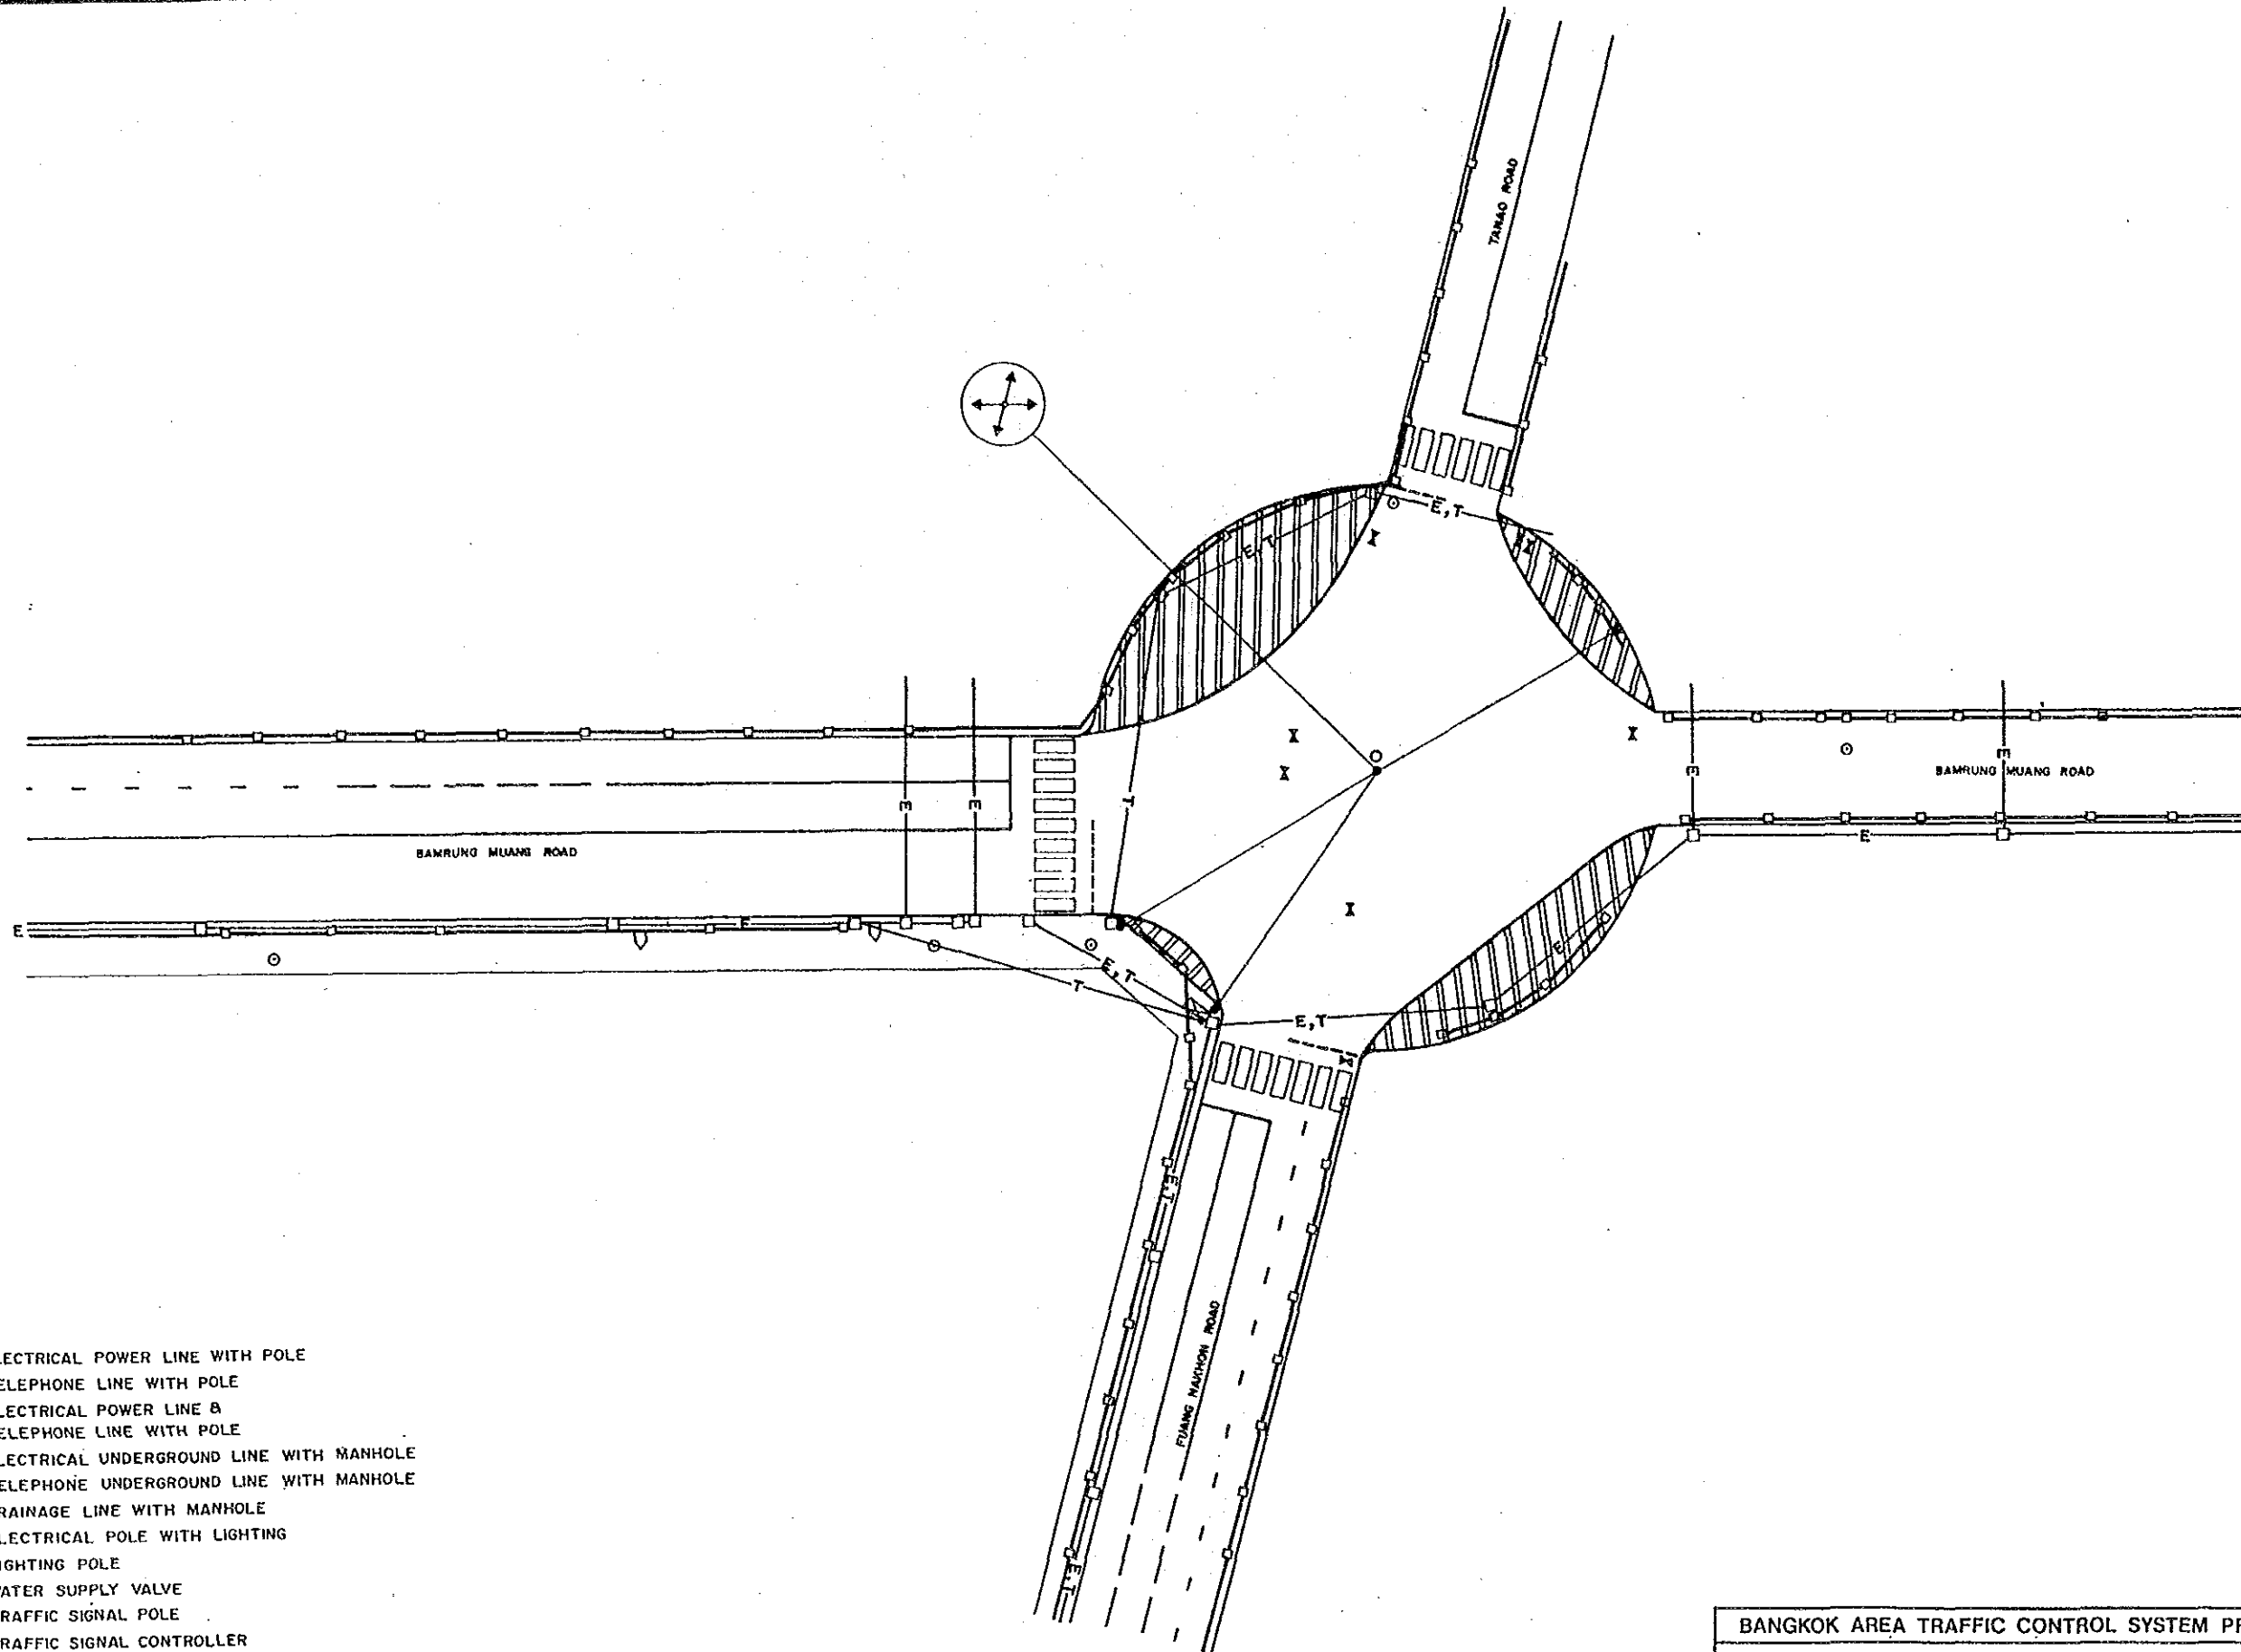 TANAO ROAD
E,T
E,T
T
E
E
E
E
BAMRUNG MUANG ROAD
BAMRUNG MUANG ROAD
E
E
E
E
E,T
T
E,T
E,T
FUANG NAKHON ROAD
E,T
LECTRICAL POWER LINE WITH POLE
ELEPHONE LINE WITH POLE
LECTRICAL POWER LINE &
ELEPHONE LINE WITH POLE
LECTRICAL UNDERGROUND LINE WITH MANHOLE
ELEPHONE UNDERGROUND LINE WITH MANHOLE
RAINAGE LINE WITH MANHOLE
LECTRICAL POLE WITH LIGHTING
IGHTING POLE
ATER SUPPLY VALVE
RAFFIC SIGNAL POLE
RAFFIC SIGNAL CONTROLLER
BANGKOK AREA TRAFFIC CONTROL SYSTEM PR